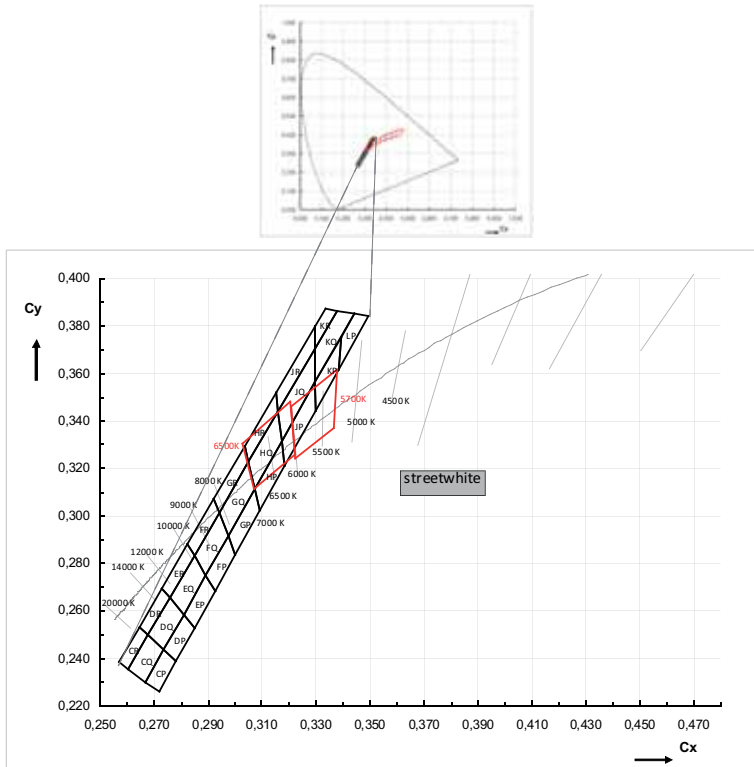 Cx
0,400
Cy
0,380
0,360
0,340
0,320
0,300
0,280
0,260
0,240
0,220
0,250
0,270
0,290
0,310
0,330
0,350
0,370
0,390
0,410
0,430
0,450
0,470
Cx
KR
LP
KQ
JR
KP
JQ
5700K
4500 K
5000 K
JP
HR
6500K
HQ
5500 K
6000 K
HP
8000 K
GR
6500 K
9000 K
GQ
7000 K
GP
10000 K
FR
FQ
12000 K
FP
14000 K
ER
EQ
20000 K
EP
DR
DQ
DP
CR
CQ
CP
streetwhite